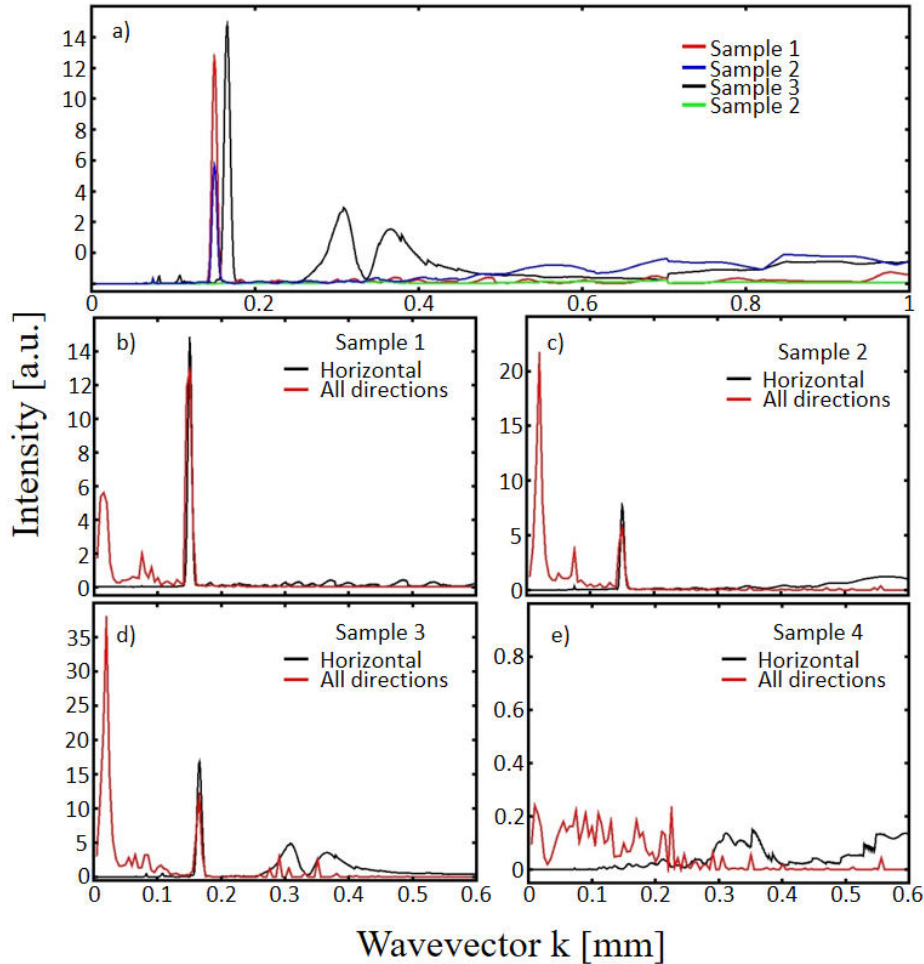 a)
Sample 1
Sample 2
Sample 3
Sample 2
14
12
10
8
6
4
2
0
0 0.2 0.4 0.6 0.8 1
Intensity [a.u.]
b) Sample 1
Horizontal
All directions
14
12
10
8
6
4
2
0
c) Sample 2
Horizontal
All directions
20
15
10
5
0
d) Sample 3
Horizontal
All directions
35
30
25
20
15
10
5
0
0 0.1 0.2 0.3 0.4 0.5 0.6
e) Sample 4
Horizontal
All directions
0.8
0.6
0.4
0.2
0
0 0.1 0.2 0.3 0.4 0.5 0.6
Wavevector k [mm]